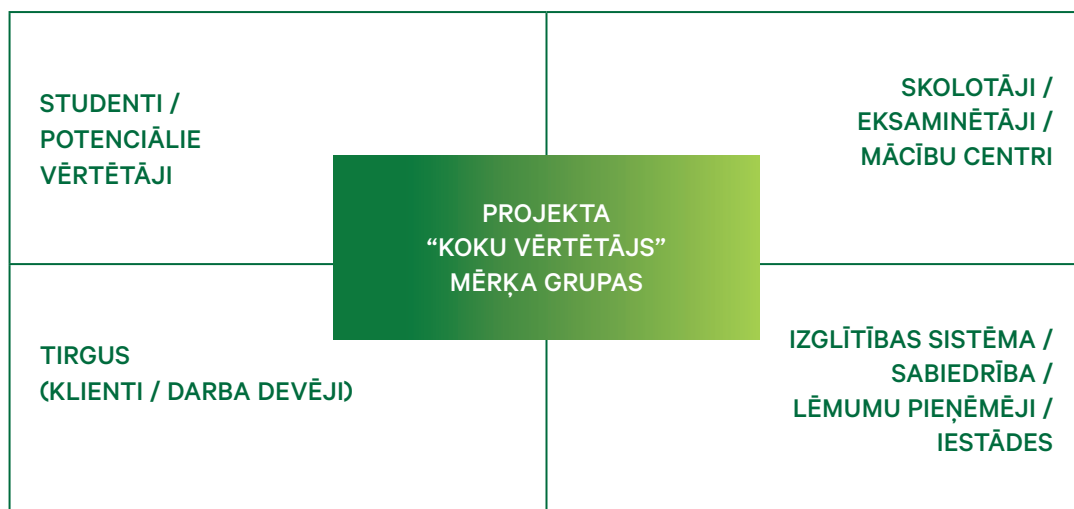 STUDENTI /
POTENCIĀLIE
VĒRTĒTĀJI
SKOLOTĀJI /
EKSAMINĒTĀJI /
MĀCĪBU CENTRI
PROJEKTA
“KOKU VĒRTĒTĀJS”
MĒRĶA GRUPAS
TIRGUS
(KLIENTI / DARBA DEVĒJI)
IZGLĪTĪBAS SISTĒMA /
SABIEDRĪBA /
LĒMUMU PIEŅĒMĒJI /
IESTĀDES